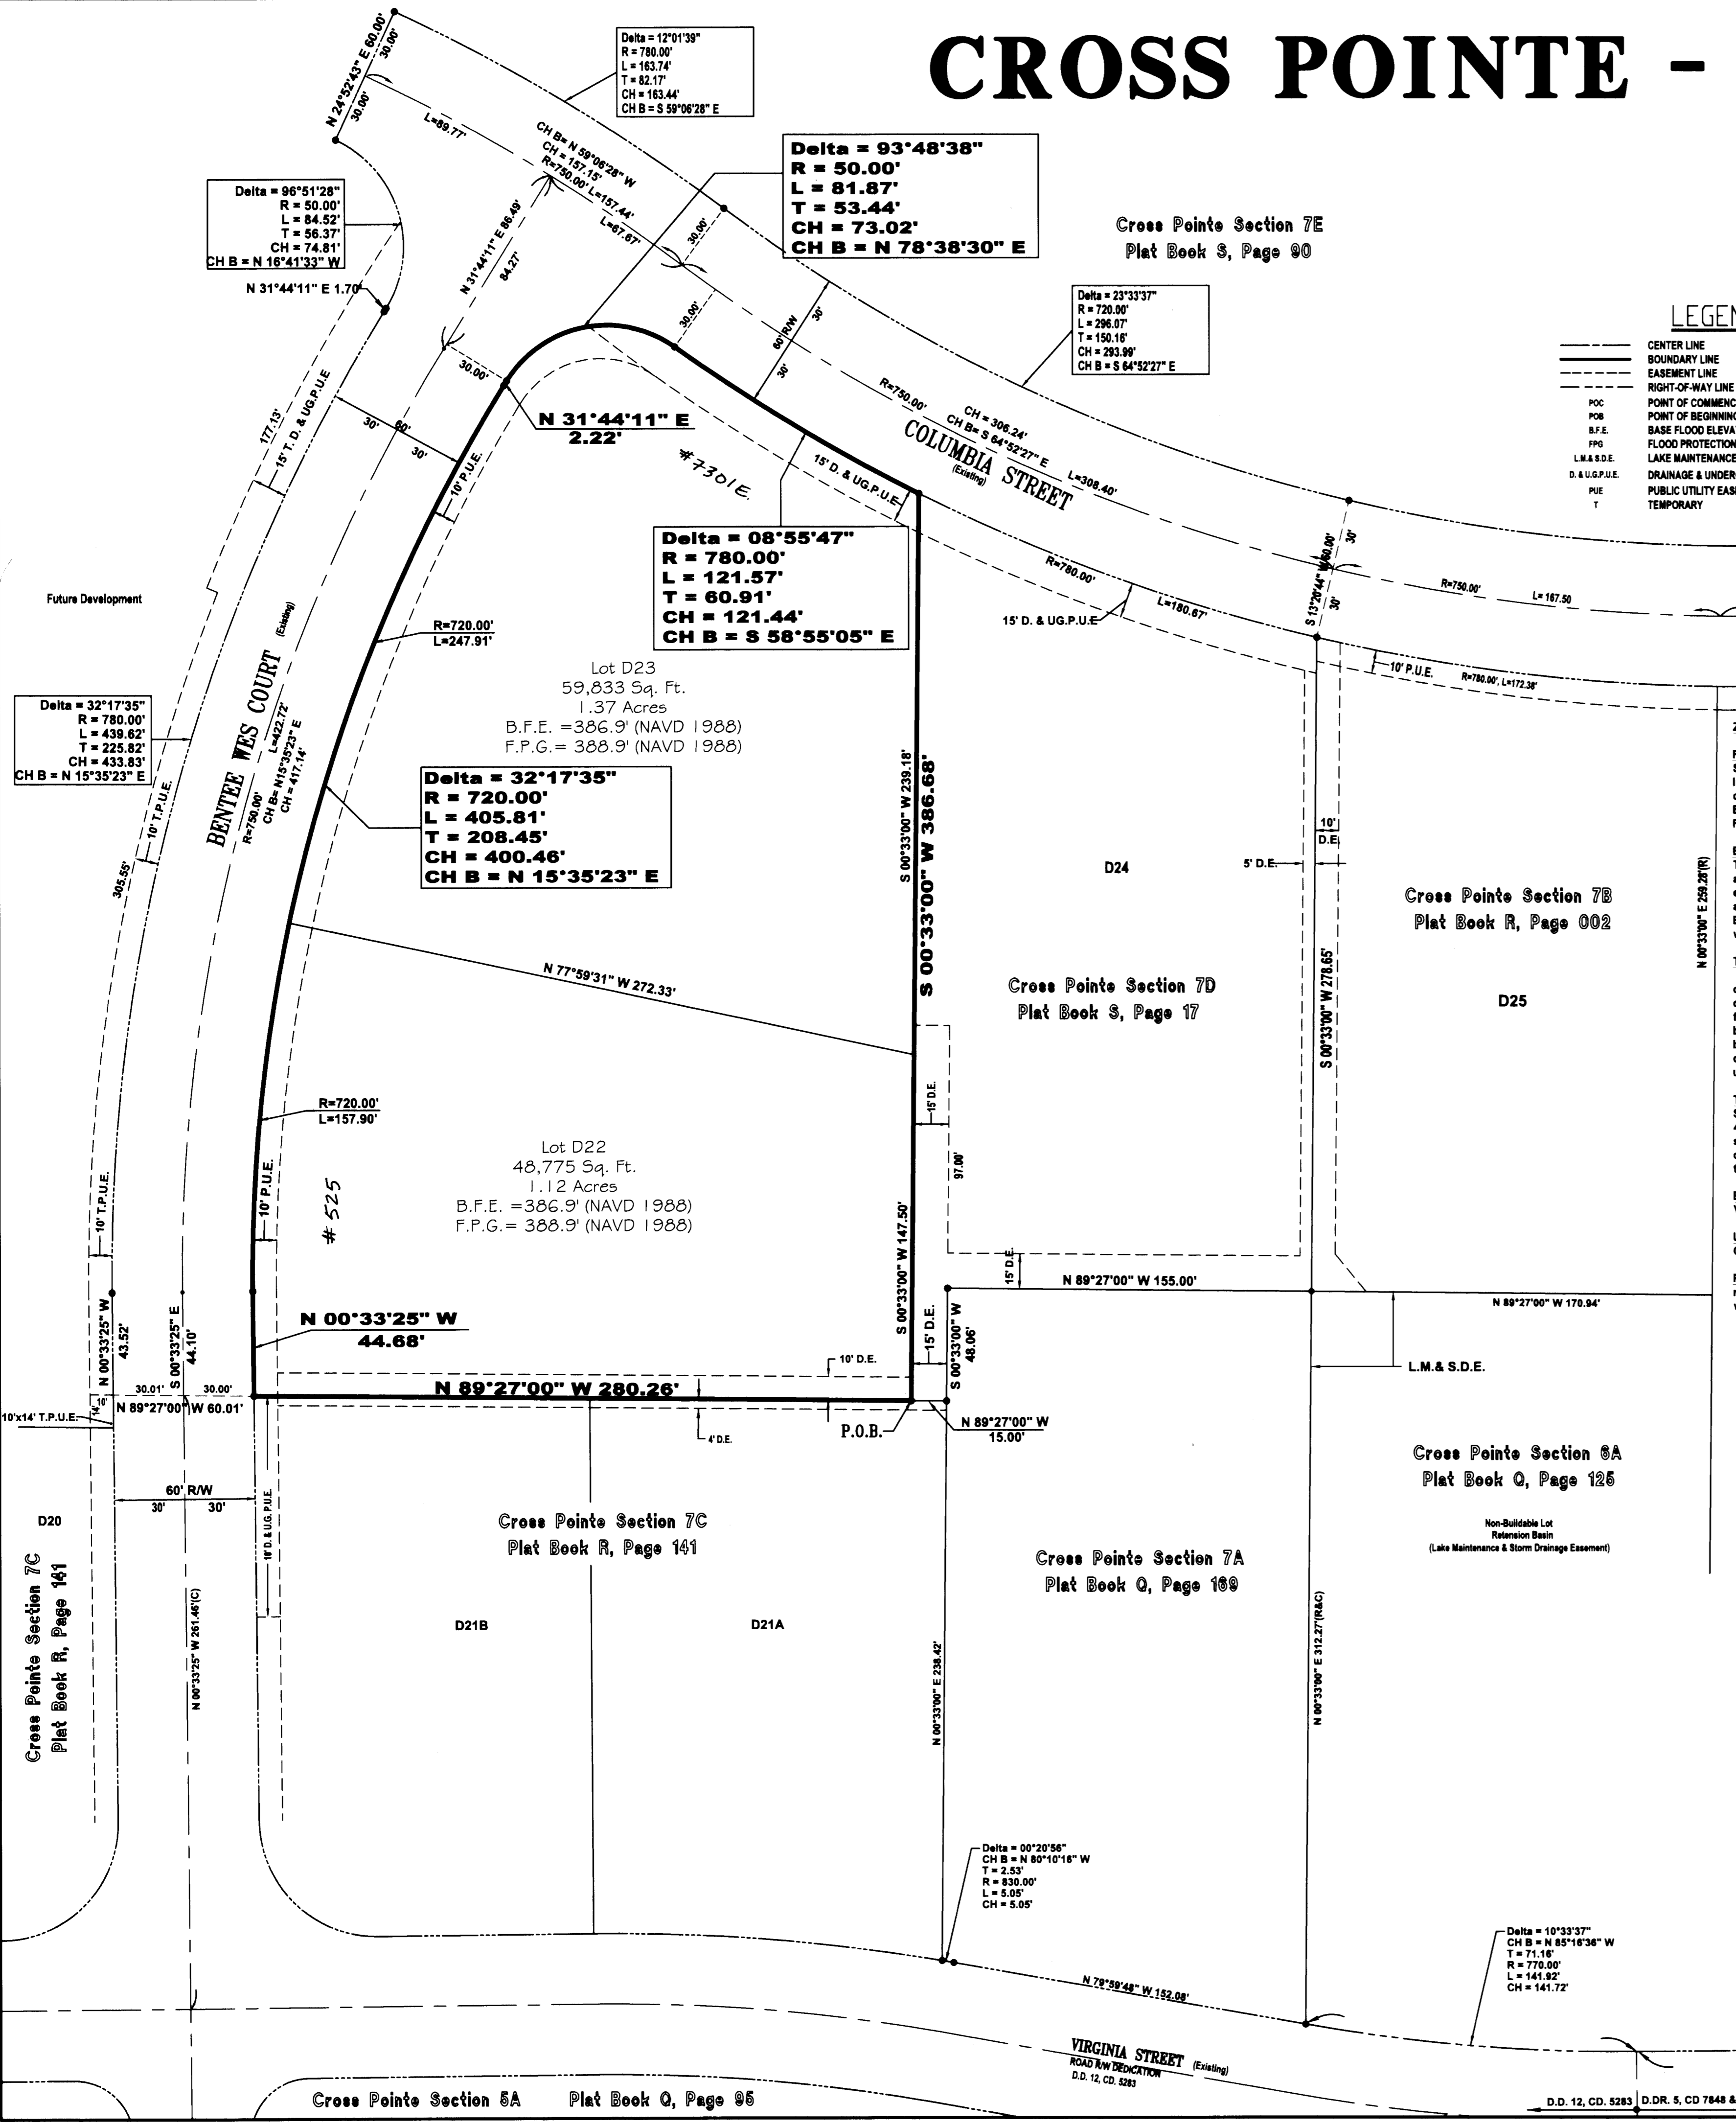 CROSS POINTE -
N 24°52'43" E 60.00'
30.00'
30.00'
Delta = 12°01'39"
R = 780.00'
L = 163.74'
T = 82.17'
CH = 163.44'
CH B = S 59°06'28" E
L=89.77'
CH B= N 59°06'28" W
CH = 157.15'
R=750.00' L=157.44'
L=67.67'
30.00'
30.00'
Delta = 93°48'38"
R = 50.00'
L = 81.87'
T = 53.44'
CH = 73.02'
CH B = N 78°38'30" E
Cross Pointe Section 7E
Plat Book S, Page 90
Delta = 96°51'28"
R = 50.00'
L = 84.52'
T = 56.37'
CH = 74.81'
CH B = N 16°41'33" W
N 31°44'11" E 1.70'
N 31°44'11" E 86.49'
84.27'
30.00'
60' R/W
30'
30'
Delta = 23°33'37"
R = 720.00'
L = 296.07'
T = 150.16'
CH = 293.99'
CH B = S 64°52'27" E
LEGEN
CENTER LINE
BOUNDARY LINE
EASEMENT LINE
RIGHT-OF-WAY LINE
POC POINT OF COMMENC
POB POINT OF BEGINNING
B.F.E. BASE FLOOD ELEVA
FPG FLOOD PROTECTION
L.M.& S.D.E. LAKE MAINTENANCE
D. & U.G.P.U.E. DRAINAGE & UNDER
PUE PUBLIC UTILITY EAS
T TEMPORARY
177.13'
15' T. D. & UG.P.U.E
30'
60'
30'
10' P.U.E.
N 31°44'11" E
2.22'
#7301E.
15' D. & UG.P.U.E
R=750.00'
CH = 306.24'
CH B= S 64°52'27" E
L=308.40'
COLUMBIA STREET
(Existing)
Delta = 08°55'47"
R = 780.00'
L = 121.57'
T = 60.91'
CH = 121.44'
CH B = S 58°55'05" E
R=780.00'
L=180.67'
15' D. & UG.P.U.E
S 13°20'44" W 60.00'
30'
30'
R=750.00'
L= 167.50
10' P.U.E.
R=780.00', L=172.38'
Future Development
R=720.00'
L=247.91'
Lot D23
59,833 Sq. Ft.
1.37 Acres
B.F.E. =386.9' (NAVD 1988)
F.P.G.= 388.9' (NAVD 1988)
Delta = 32°17'35"
R = 780.00'
L = 439.62'
T = 225.82'
CH = 433.83'
CH B = N 15°35'23" E
BENTEE WES COURT
(Existing)
R=750.00'
L=422.72'
CH B= N15°35'23" E
CH = 417.14'
Delta = 32°17'35"
R = 720.00'
L = 405.81'
T = 208.45'
CH = 400.46'
CH B = N 15°35'23" E
10' T.P.U.E.
305.55'
S 00°33'00" W 239.18'
S 00°33'00" W 386.68'
D24
10'
D.E.
5' D.E.
Cross Pointe Section 7B
Plat Book R, Page 002
N 00°33'00" E 259.28'(R)
N 77°59'31" W 272.33'
Cross Pointe Section 7D
Plat Book S, Page 17
S 00°33'00" W 278.65'
D25
R=720.00'
L=157.90'
15' D.E.
97.00'
Lot D22
48,775 Sq. Ft.
1.12 Acres
B.F.E. =386.9' (NAVD 1988)
F.P.G.= 388.9' (NAVD 1988)
#525
10' P.U.E.
10' T.P.U.E.
S 00°33'00" W 147.50'
15' D.E.
N 89°27'00" W 155.00'
N 89°27'00" W 170.94'
N 00°33'25" W
43.52'
S 00°33'25" E
44.10'
N 00°33'25" W
44.68'
15' D.E.
S 00°33'00" W
48.06'
L.M.& S.D.E.
10' D.E.
N 89°27'00" W 280.26'
30.01'
30.00'
N 89°27'00" W 60.01'
14'
10'
10'x14' T.P.U.E.
4' D.E.
P.O.B.
N 89°27'00" W
15.00'
Cross Pointe Section 6A
Plat Book Q, Page 125
Non-Buildable Lot
Retension Basin
(Lake Maintenance & Storm Drainage Easement)
60' R/W
30'
30'
D20
Cross Pointe Section 7C
Plat Book R, Page 141
Cross Pointe Section 7C
Plat Book R, Page 141
Cross Pointe Section 7A
Plat Book Q, Page 169
N 00°33'25" W 261.46'(C)
D21B
D21A
N 00°33'00" E 238.42'
N 00°33'00" E 312.27'(R&C)
Delta = 00°20'56"
CH B = N 80°10'16" W
T = 2.53'
R = 830.00'
L = 5.05'
CH = 5.05'
Delta = 10°33'37"
CH B = N 85°16'36" W
T = 71.16'
R = 770.00'
L = 141.92'
CH = 141.72'
N 79°59'48" W 152.08'
VIRGINIA STREET (Existing)
ROAD R/W DEDICATION
D.D. 12, CD. 5283
Cross Pointe Section 5A Plat Book Q, Page 95
D.D. 12, CD. 5283 D.DR. 5, CD 7848 &